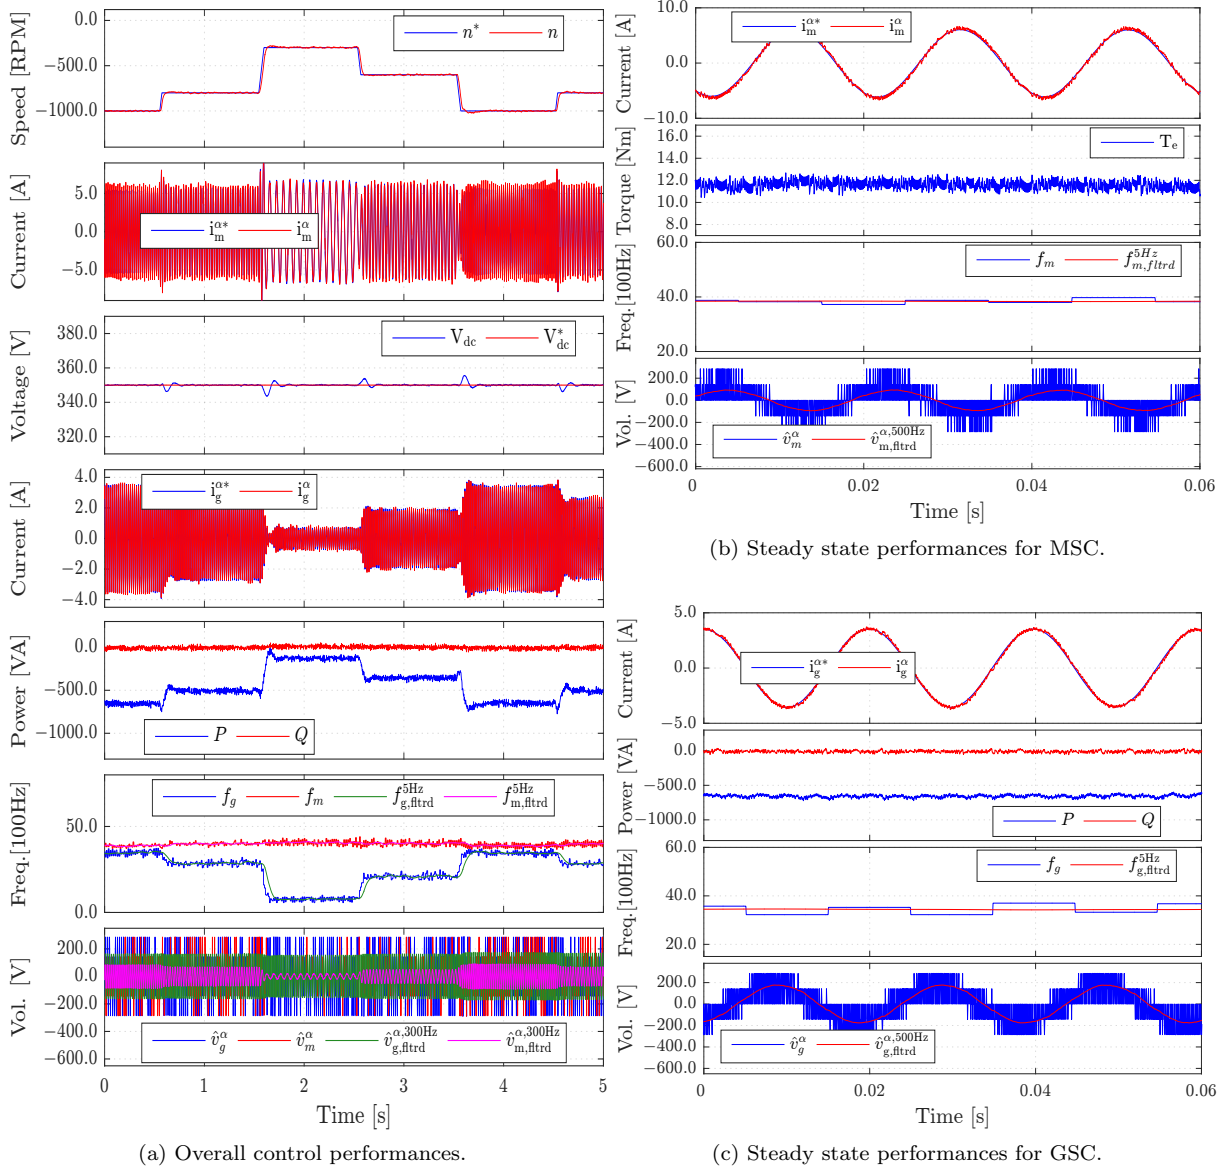 0.0
−500.0
−1000.0
Speed [RPM]
n* n
5.0
0.0
−5.0
Current [A]
i_m^α* i_m^α
380.0
360.0
340.0
320.0
Voltage [V]
V_dc V_dc^*
4.0
2.0
0.0
−2.0
−4.0
Current [A]
i_g^α* i_g^α
0.0
−500.0
−1000.0
Power [VA]
P Q
50.0
0.0
Freq.[100Hz]
f_g f_m f_g,fltrd^5Hz f_m,fltrd^5Hz
200.0
0.0
−200.0
−400.0
−600.0
Vol. [V]
v̂_g^α v̂_m^α v̂_g,fltrd^α,300Hz v̂_m,fltrd^α,300Hz
0 1 2 3 4 5
Time [s]
(a) Overall control performances.
10.0
0.0
−10.0
Current [A]
i_m^α* i_m^α
16.0
14.0
12.0
10.0
8.0
Torque [Nm]
T_e
60.0
40.0
20.0
Freq.[100Hz]
f_m f_m,fltrd^5Hz
200.0
0.0
−200.0
−400.0
−600.0
Vol. [V]
v̂_m^α v̂_m,fltrd^α,500Hz
0 0.02 0.04 0.06
Time [s]
(b) Steady state performances for MSC.
5.0
0.0
−5.0
Current [A]
i_g^α* i_g^α
0.0
−500.0
−1000.0
Power [VA]
P Q
60.0
40.0
20.0
Freq.[100Hz]
f_g f_g,fltrd^5Hz
200.0
0.0
−200.0
−400.0
−600.0
Vol. [V]
v̂_g^α v̂_g,fltrd^α,500Hz
0 0.02 0.04 0.06
Time [s]
(c) Steady state performances for GSC.